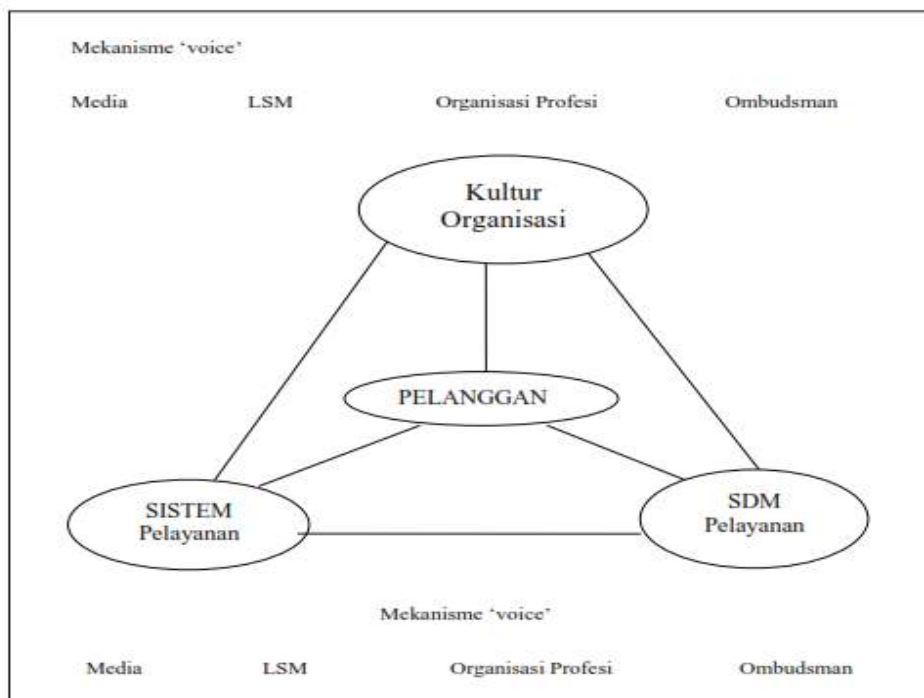 Mekanisme ‘voice’
Media LSM Organisasi Profesi Ombudsman
Kultur
Organisasi
PELANGGAN
SISTEM
Pelayanan
SDM
Pelayanan
Mekanisme ‘voice’
Media LSM Organisasi Profesi Ombudsman